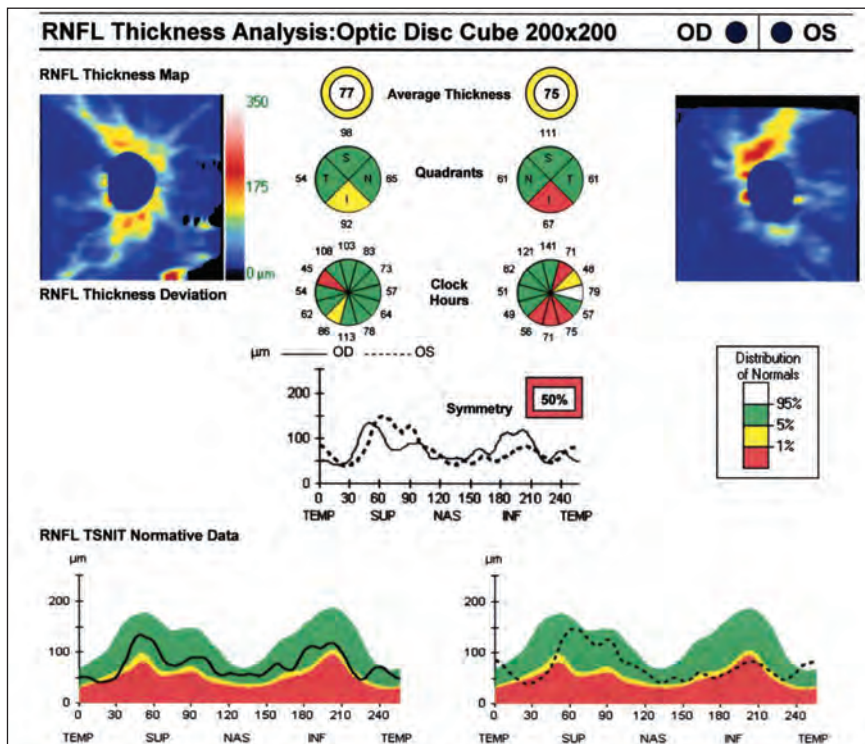 RNFL Thickness Analysis:Optic Disc Cube 200x200 OD OS
RNFL Thickness Map
350
175
0 µm
77 Average Thickness 75
98 111
S S
54 T N 65 Quadrants 61 N T 61
I I
92 67
103 141
108 83 121 71
45 73 82 48
54 57 Clock 51 79
62 64 Hours 49 57
86 78 56 75
113 71
RNFL Thickness Deviation
µm OD OS
200
100
0
Symmetry 50%
0 30 60 90 120 150 180 210 240
TEMP SUP NAS INF TEMP
Distribution
of Normals
95%
5%
1%
RNFL TSNIT Normative Data
µm
200
100
0
0 30 60 90 120 150 180 210 240
TEMP SUP NAS INF TEMP
µm
200
100
0
0 30 60 90 120 150 180 210 240
TEMP SUP NAS INF TEMP